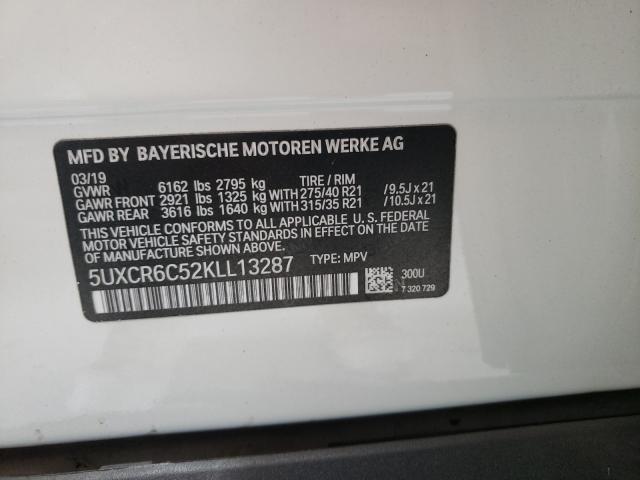 MFD BY BAYERISCHE MOTOREN WERKE AG
03/19 TIRE / RIM
GVWR 6162 lbs 2795 kg
GAWR FRONT 2921 lbs 1325 kg WITH 275/40 R21 / 9.5J x 21
GAWR REAR 3616 lbs 1640 kg WITH 315/35 R21 / 10.5J x 21
THIS VEHICLE CONFORMS TO ALL APPLICABLE U. S. FEDERAL
MOTOR VEHICLE SAFETY STANDARDS IN EFFECT ON THE DATE
OF MANUFACTURE SHOWN ABOVE.
5UXCR6C52KLL13287 TYPE: MPV
300U
7 320 729